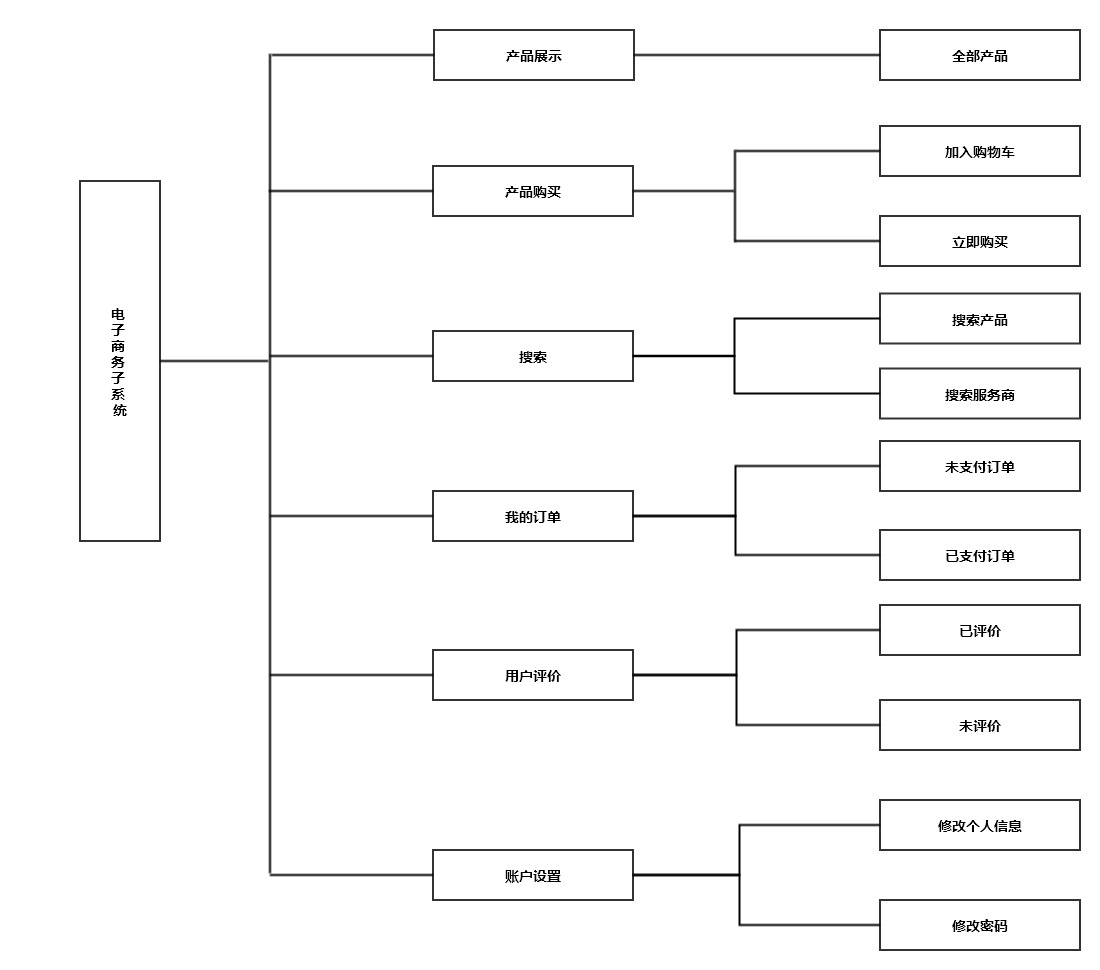 电子商务子系统
产品展示
全部产品
产品购买
加入购物车
立即购买
搜索
搜索产品
搜索服务商
我的订单
未支付订单
已支付订单
用户评价
已评价
未评价
账户设置
修改个人信息
修改密码